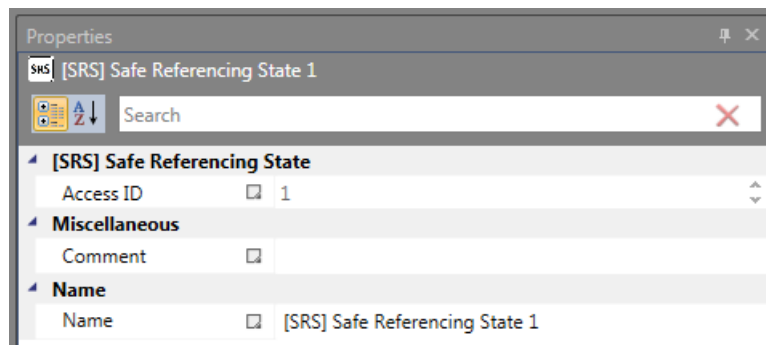 Properties
SRS [SRS] Safe Referencing State 1
A Z Search
[SRS] Safe Referencing State
Access ID 1
Miscellaneous
Comment
Name
Name [SRS] Safe Referencing State 1